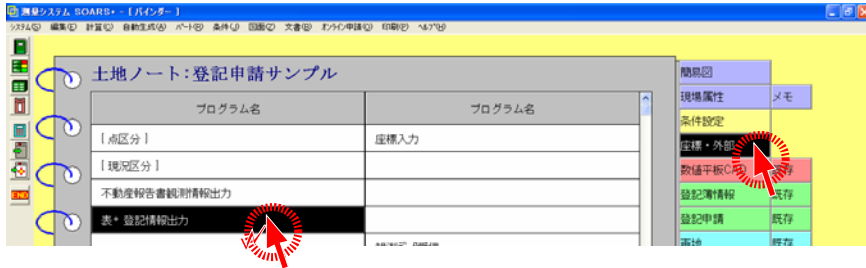 測量システム SOARS+ - [ バインダー ]
システム(S) 編集(E) 計算(C) 自動生成(A) パート(R) 条件(J) 図面(Z) 文書(B) オンライン申請(Q) 印刷(P) ヘルプ(H)
土地ノート:登記申請サンプル
プログラム名 プログラム名
[ 点区分 ] 座標入力
[ 現況区分 ]
不動産報告書観測情報出力
表* 登記情報出力
簡易図
現場属性 メモ
条件設定
座標・外部
数値平板CAD 既存
登記簿情報 既存
登記申請 既存
画地 既存
END